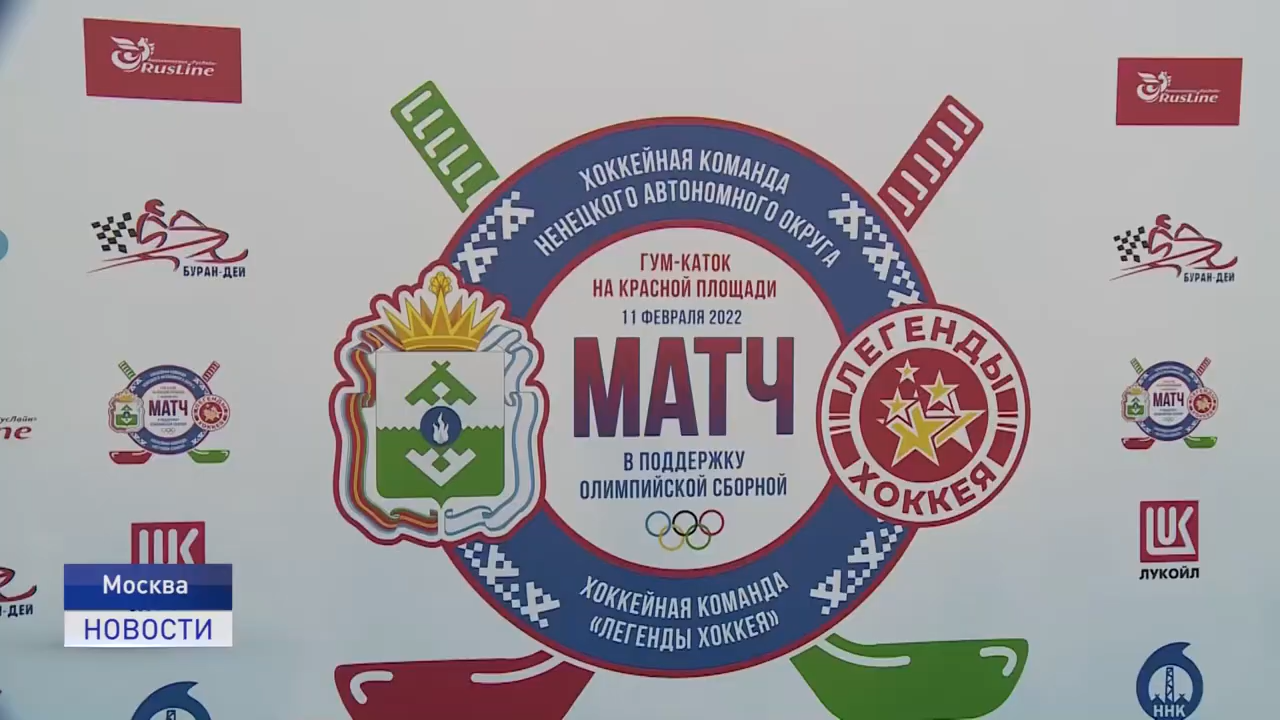 RusLine
RusLine
ХОККЕЙНАЯ КОМАНДА
НЕНЕЦКОГО АВТОНОМНОГО ОКРУГА
ГУМ-КАТОК
НА КРАСНОЙ ПЛОЩАДИ
11 ФЕВРАЛЯ 2022
МАТЧ
В ПОДДЕРЖКУ
ОЛИМПИЙСКОЙ СБОРНОЙ
ЛЕГЕНДЫ
ХОККЕЯ
ХОККЕЙНАЯ КОМАНДА
«ЛЕГЕНДЫ ХОККЕЯ»
БУРАН-ДЕЙ
БУРАН-ДЕЙ
МАТЧ
МАТЧ
LUK
ЛУКОЙЛ
ННК
Москва
НОВОСТИ